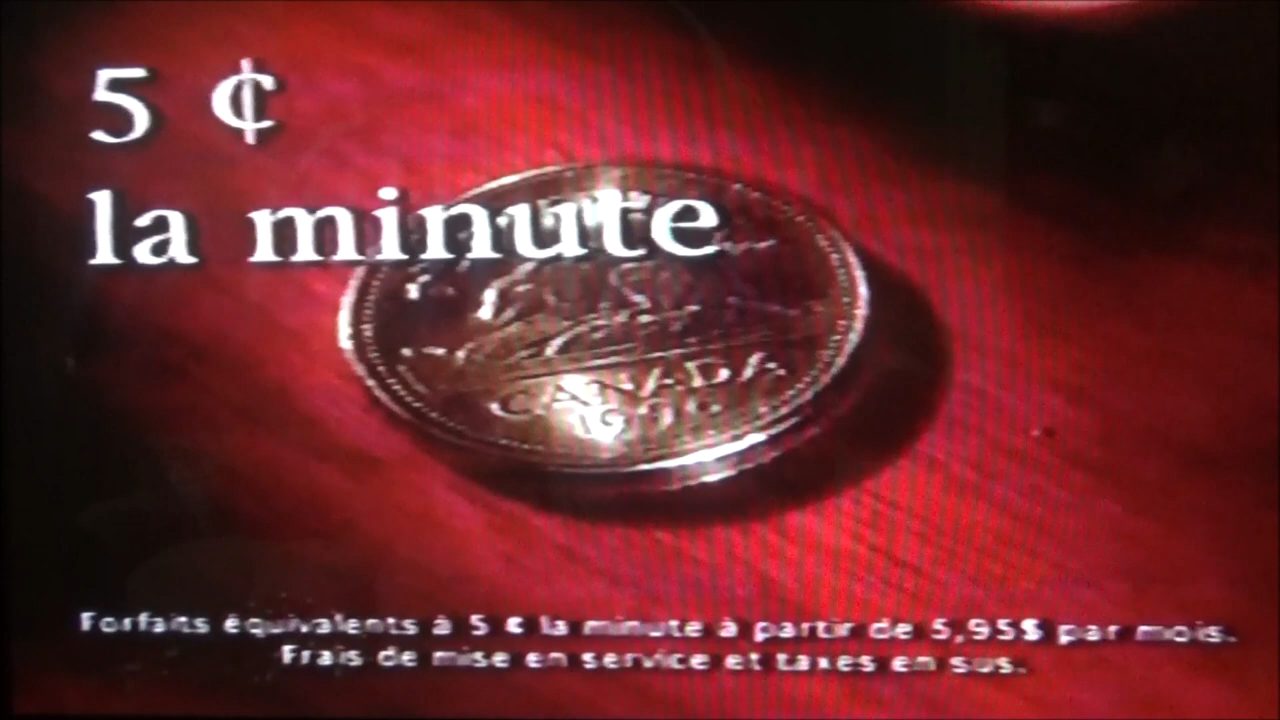 5 ¢
la minute
CANADA
Forfaits équivalents à 5 ¢ la minute à partir de 5,95$ par mois.
Frais de mise en service et taxes en sus.